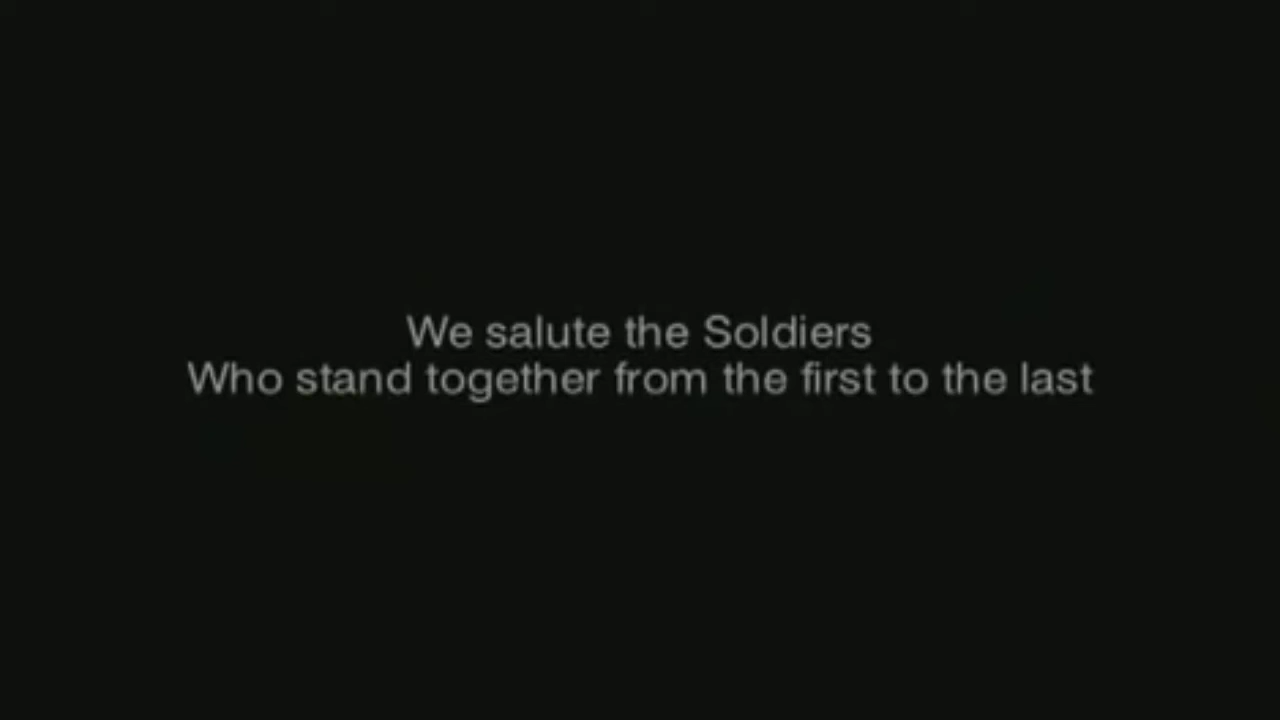 We salute the Soldiers
Who stand together from the first to the last